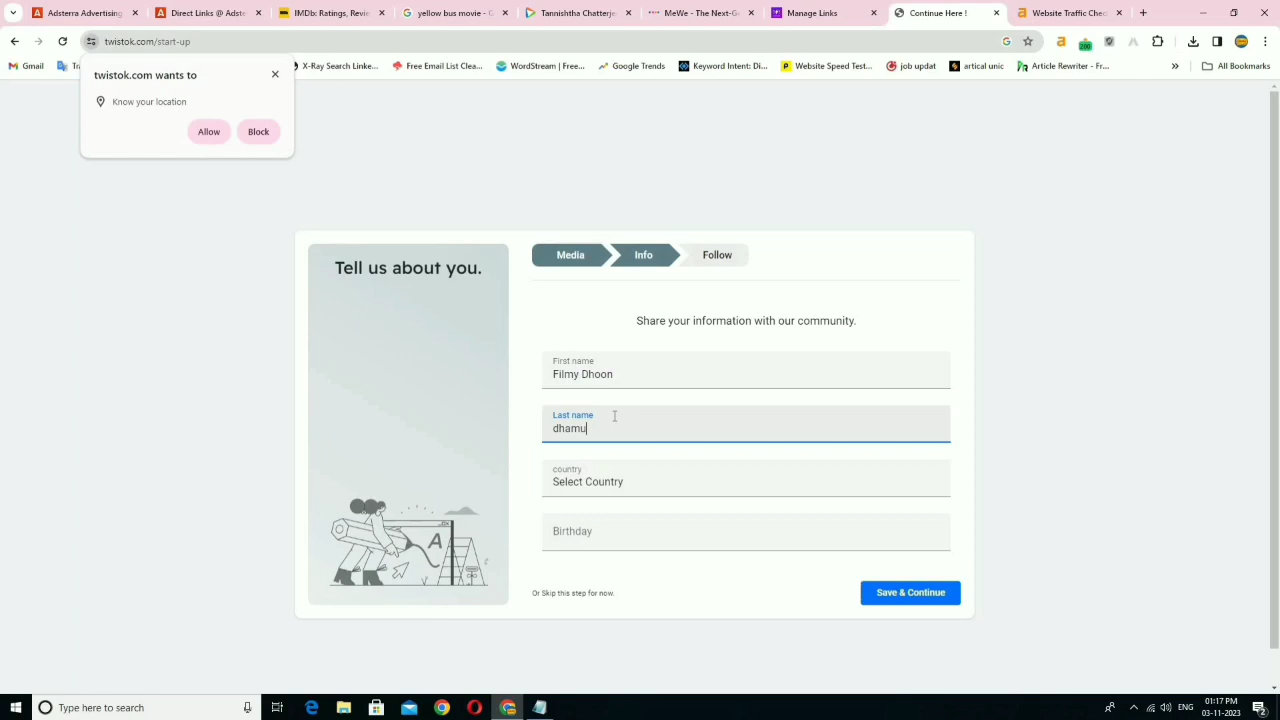 Adsterra Advertising
Direct Links @ Adste
IMDbx Ratings, Revie
yellow bus movie - G
Tannishtha Chatterje
MeWe - The Next-G
Manage Links
Continue Here !
Website Traffic Chec
twistok.com/start-up
200
Gmail
X-Ray Search Linke...
Free Email List Clea...
WordStream | Free...
Google Trends
Keyword Intent: Di...
Website Speed Test...
job updat
artical unic
Article Rewriter - Fr...
»
All Bookmarks
twistok.com wants to
Know your location
Allow
Block
Tell us about you.
A
Media
Info
Follow
Share your information with our community.
First name
Filmy Dhoon
Last name
dhamu
country
Select Country
Birthday
Or Skip this step for now.
Save & Continue
Type here to search
ENG
01:17 PM
03-11-2023
2